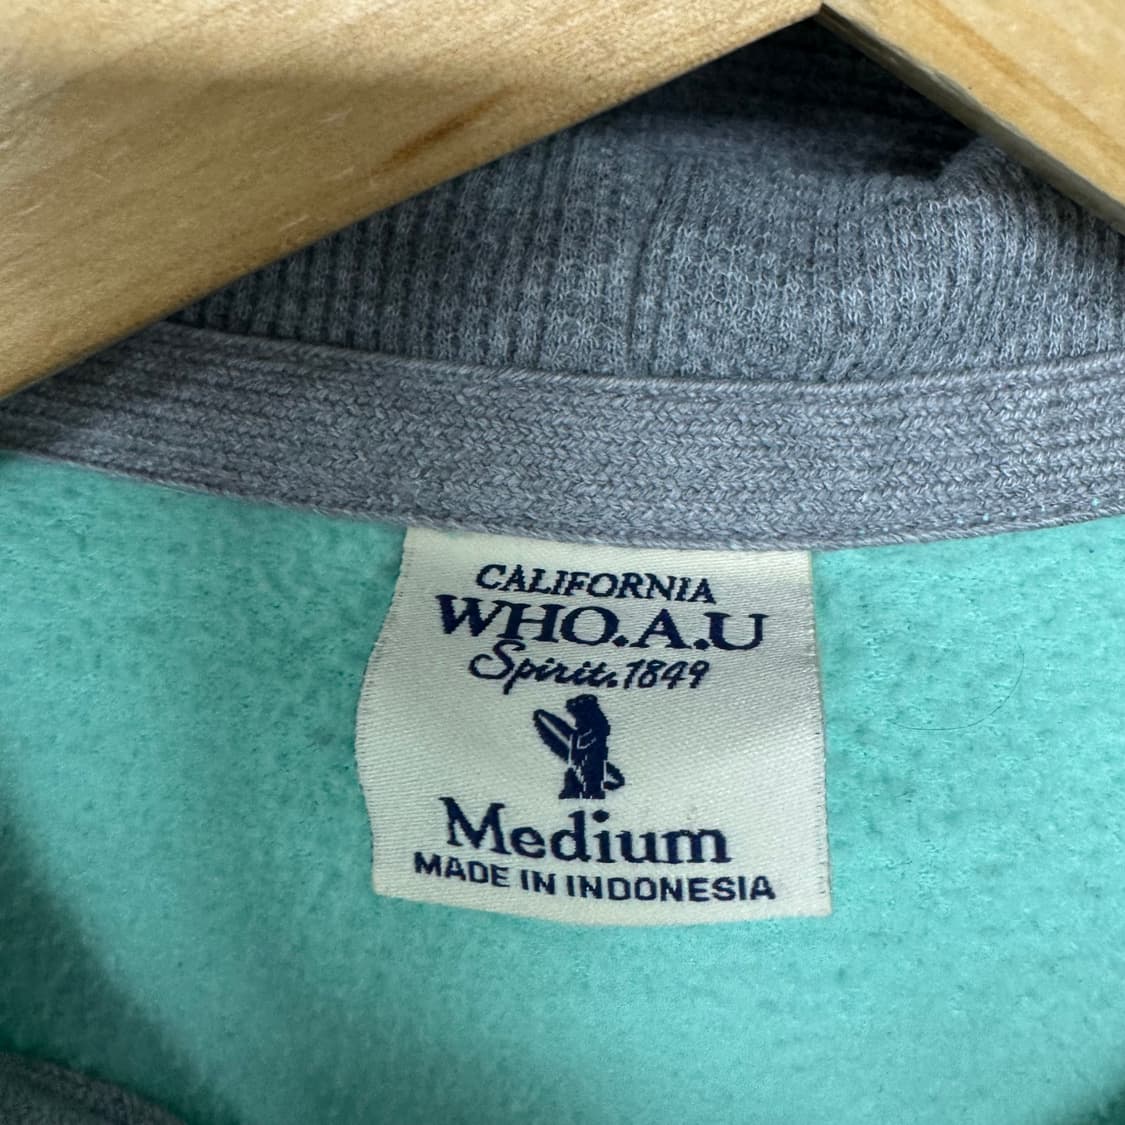 CALIFORNIA
WHO.A.U
Spirit.1849
Medium
MADE IN INDONESIA